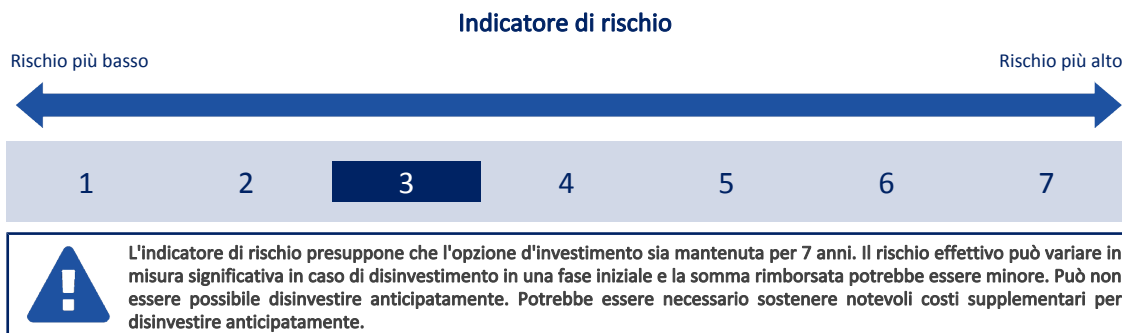 Indicatore di rischio
Rischio più basso
Rischio più alto
1 2 3 4 5 6 7
L'indicatore di rischio presuppone che l'opzione d'investimento sia mantenuta per 7 anni. Il rischio effettivo può variare in
misura significativa in caso di disinvestimento in una fase iniziale e la somma rimborsata potrebbe essere minore. Può non
essere possibile disinvestire anticipatamente. Potrebbe essere necessario sostenere notevoli costi supplementari per
disinvestire anticipatamente.